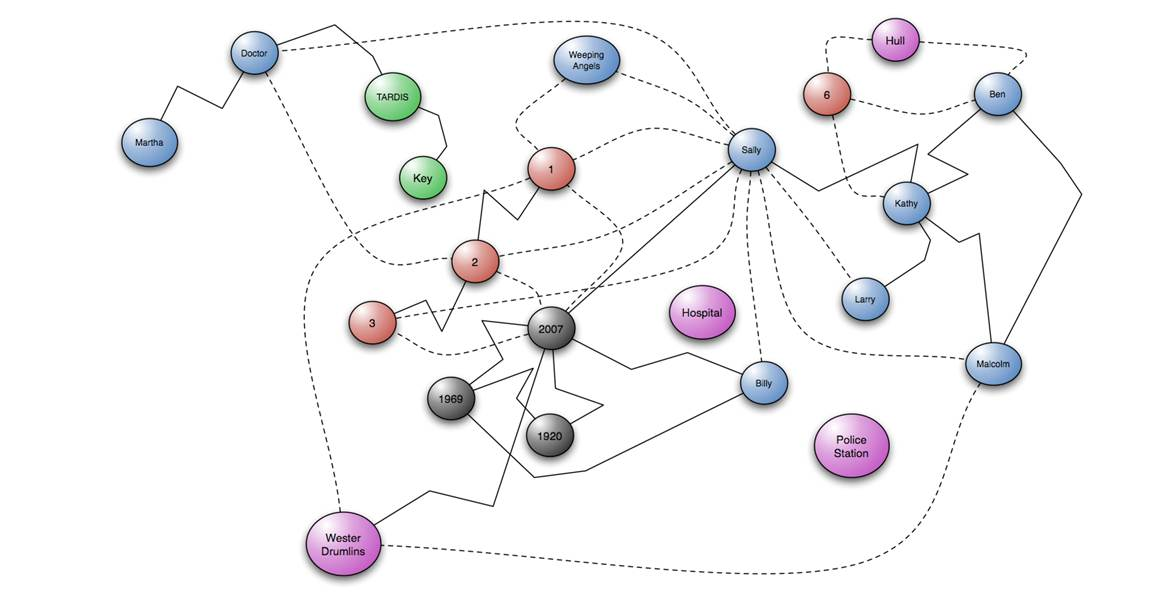 Hull
Doctor
Weeping
Angels
TARDIS
6
Ben
Martha
Sally
1
Key
Kathy
2
Larry
Hospital
3
2007
Malcolm
Billy
1969
1920
Police
Station
Wester
Drumlins